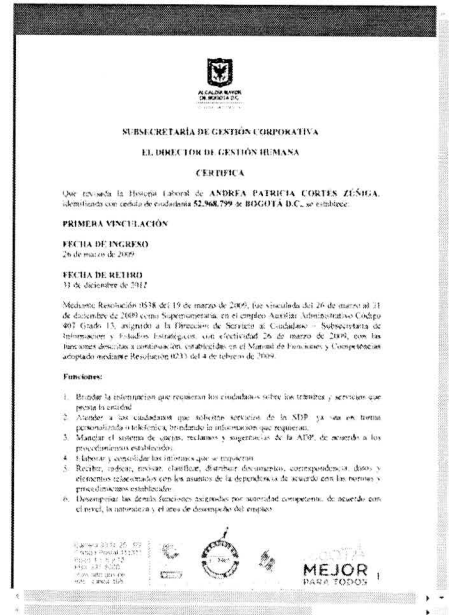 ALCALDÍA MAYOR
DE BOGOTÁ D.C.
SUBSECRETARÍA DE GESTIÓN CORPORATIVA
EL DIRECTOR DE GESTIÓN HUMANA
CERTIFICA
Que revisada la Historia Laboral de ANDREA PATRICIA CORTES ZÚÑIGA,
identificada con cedula de ciudadanía 52.968.799 de BOGOTÁ D.C., se establece:
PRIMERA VINCULACIÓN
FECHA DE INGRESO
26 de marzo de 2009
FECHA DE RETIRO
31 de diciembre de 2012
Mediante Resolución 0538 del 19 de marzo de 2009, fue vinculada del 26 de marzo al 31
de diciembre de 2009 como Supernumeraria, en el empleo Auxiliar Administrativo Código
407 Grado 13, asignado a la Dirección de Servicio al Ciudadano – Subsecretaría de
Información y Estudios Estratégicos, con efectividad 26 de marzo de 2009, con las
funciones descritas a continuación, establecidas en el Manual de Funciones y Competencias
adoptado mediante Resolución 0233 del 4 de febrero de 2009.
Funciones:
1. Brindar la información que requieran los ciudadanos sobre los trámites y servicios que
presta la entidad
2. Atender a los ciudadanos que soliciten servicios de la SDP, ya sea en forma
personalizada o telefónica, brindando la información que requieran.
3. Manejar el sistema de quejas, reclamos y sugerencias de la ADP, de acuerdo a los
procedimientos establecidos.
4. Elaborar y consolidar los informes que se requieran
5. Recibir, radicar, revisar, clasificar, distribuir documentos, correspondencia, datos y
elementos relacionados con los asuntos de la dependencia de acuerdo con las normas y
procedimientos establecidos
6. Desempeñar las demás funciones asignadas por autoridad competente, de acuerdo con
el nivel, la naturaleza y el área de desempeño del empleo.
BOGOTÁ
MEJOR
PARA TODOS
1